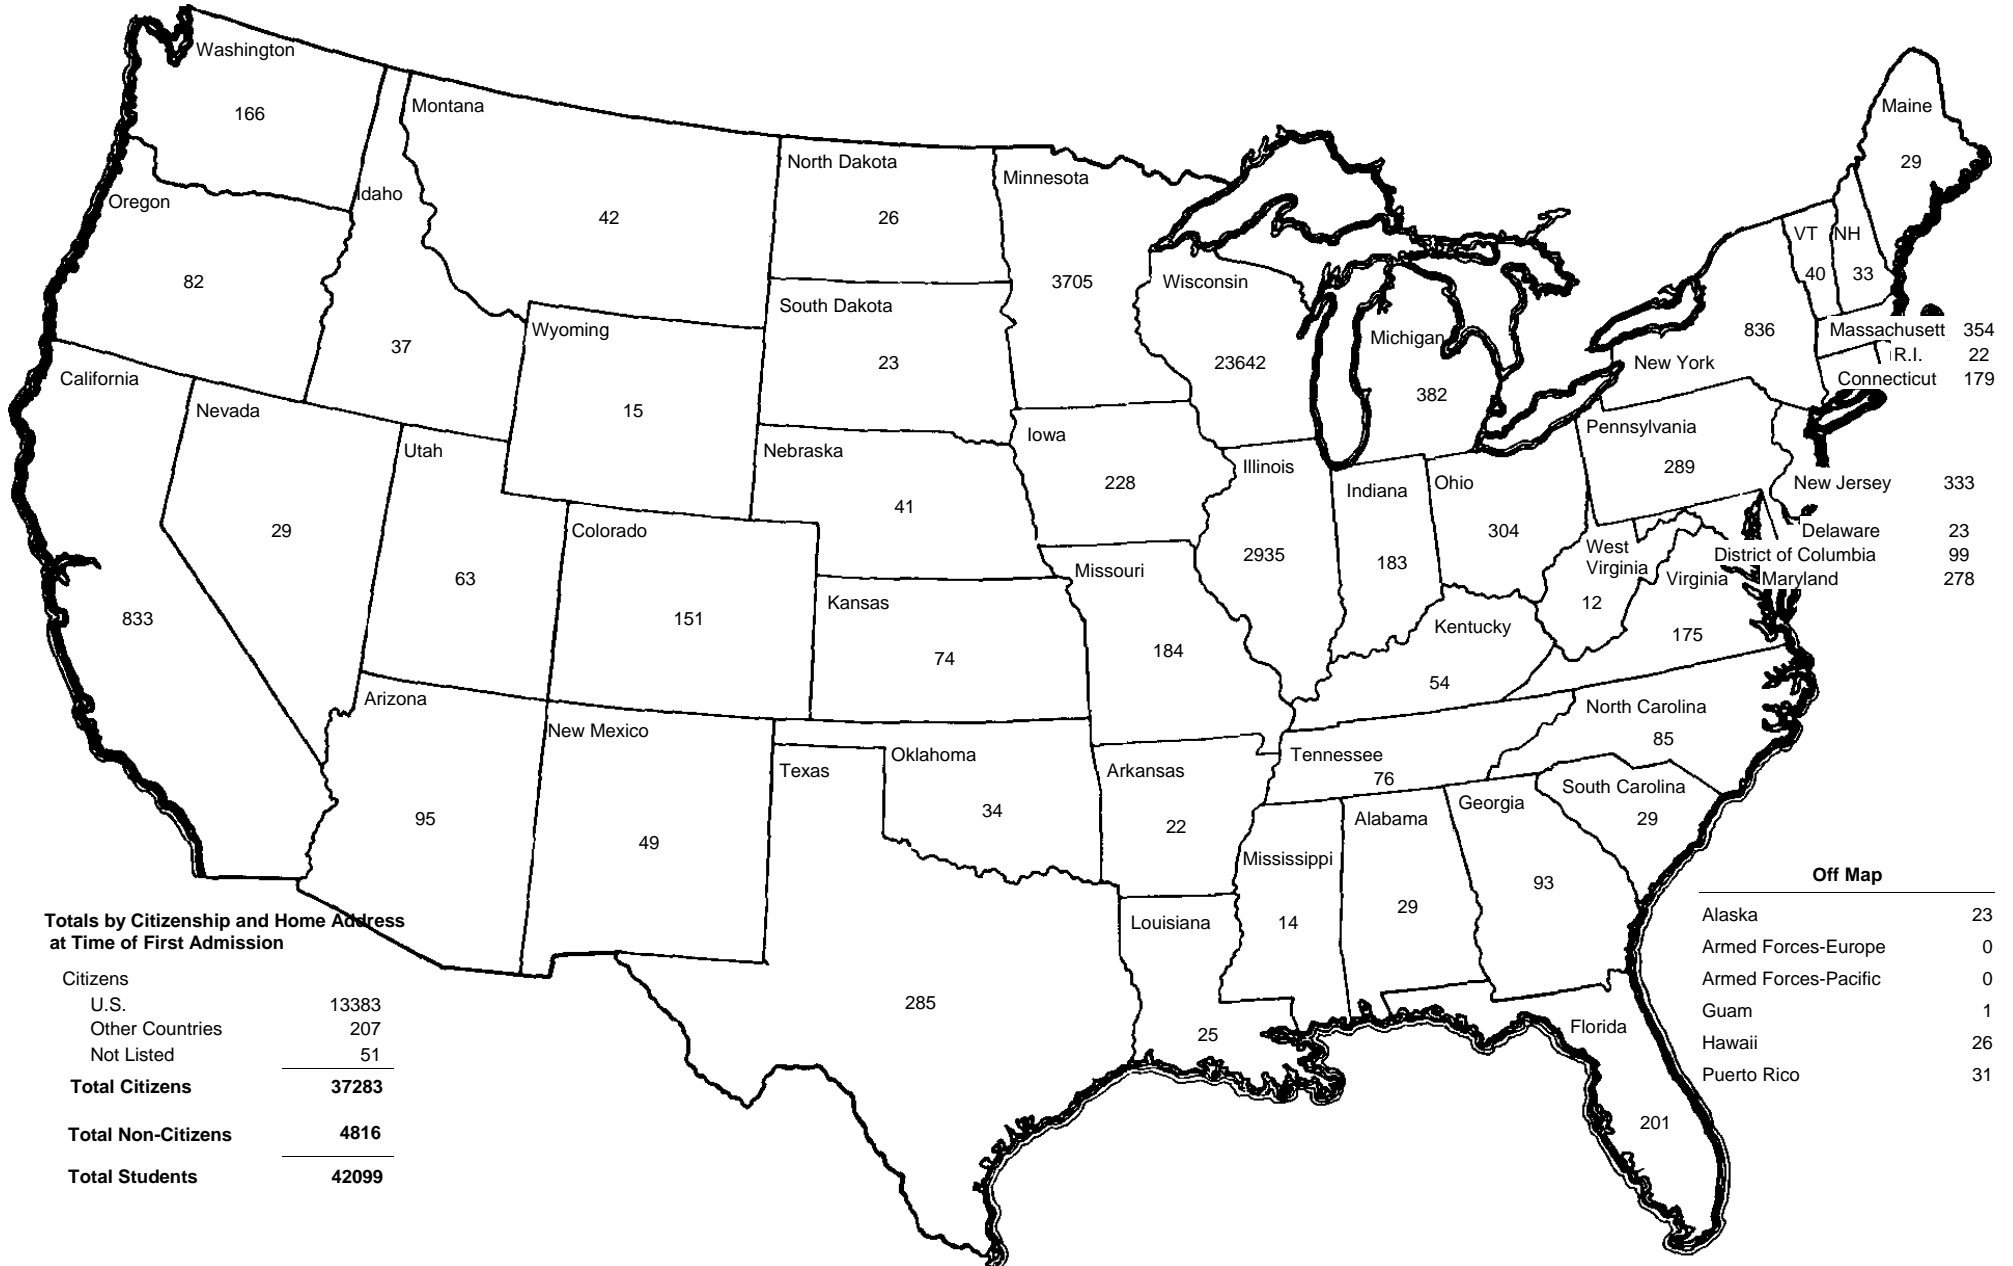 Washington
166
Montana
42
Idaho
37
Oregon
82
North Dakota
26
Minnesota
3705
Maine
29
VT
40
NH
33
Wisconsin
23642
South Dakota
23
Wyoming
15
Michigan
382
836
New York
Massachusett 354
R.I. 22
Connecticut 179
California
833
Nevada
29
Utah
63
Nebraska
41
Iowa
228
Illinois
2935
Indiana
183
Ohio
304
Pennsylvania
289
New Jersey 333
Delaware 23
District of Columbia 99
Maryland 278
West
Virginia
12
Virginia
175
Colorado
151
Kansas
74
Missouri
184
Kentucky
54
Arizona
95
New Mexico
49
Texas
285
Oklahoma
34
Arkansas
22
Tennessee
76
North Carolina
85
South Carolina
29
Georgia
93
Alabama
29
Mississippi
14
Louisiana
25
Florida
201
Off Map
Alaska 23
Armed Forces-Europe 0
Armed Forces-Pacific 0
Guam 1
Hawaii 26
Puerto Rico 31
Totals by Citizenship and Home Address
at Time of First Admission
Citizens
U.S. 13383
Other Countries 207
Not Listed 51
Total Citizens 37283
Total Non-Citizens 4816
Total Students 42099